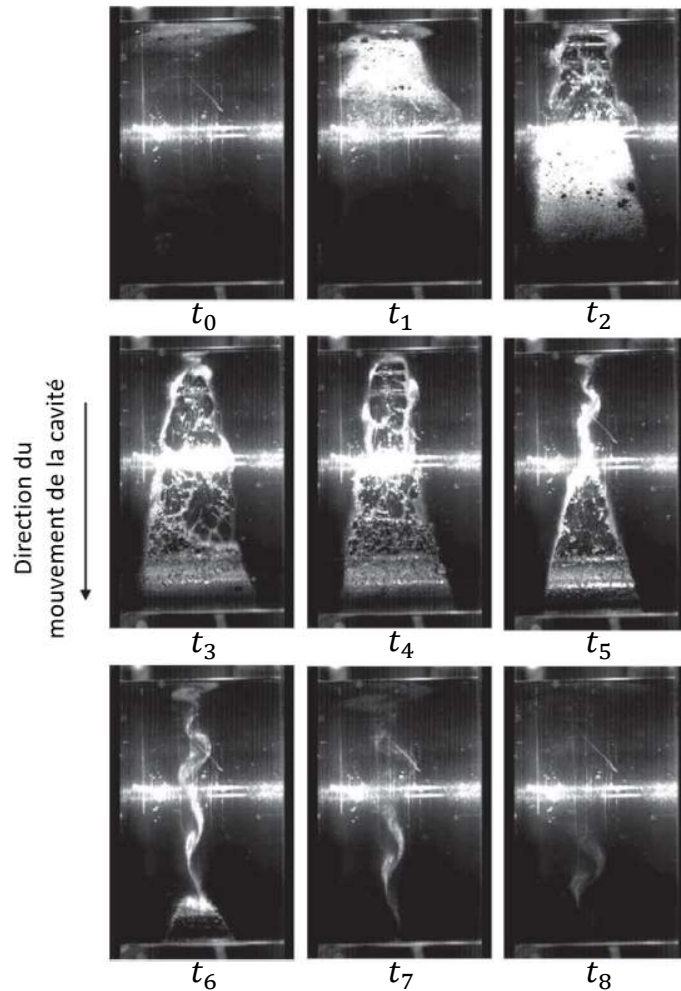 t₀ t₁ t₂
Direction du
mouvement de la cavité
t₃ t₄ t₅
t₆ t₇ t₈